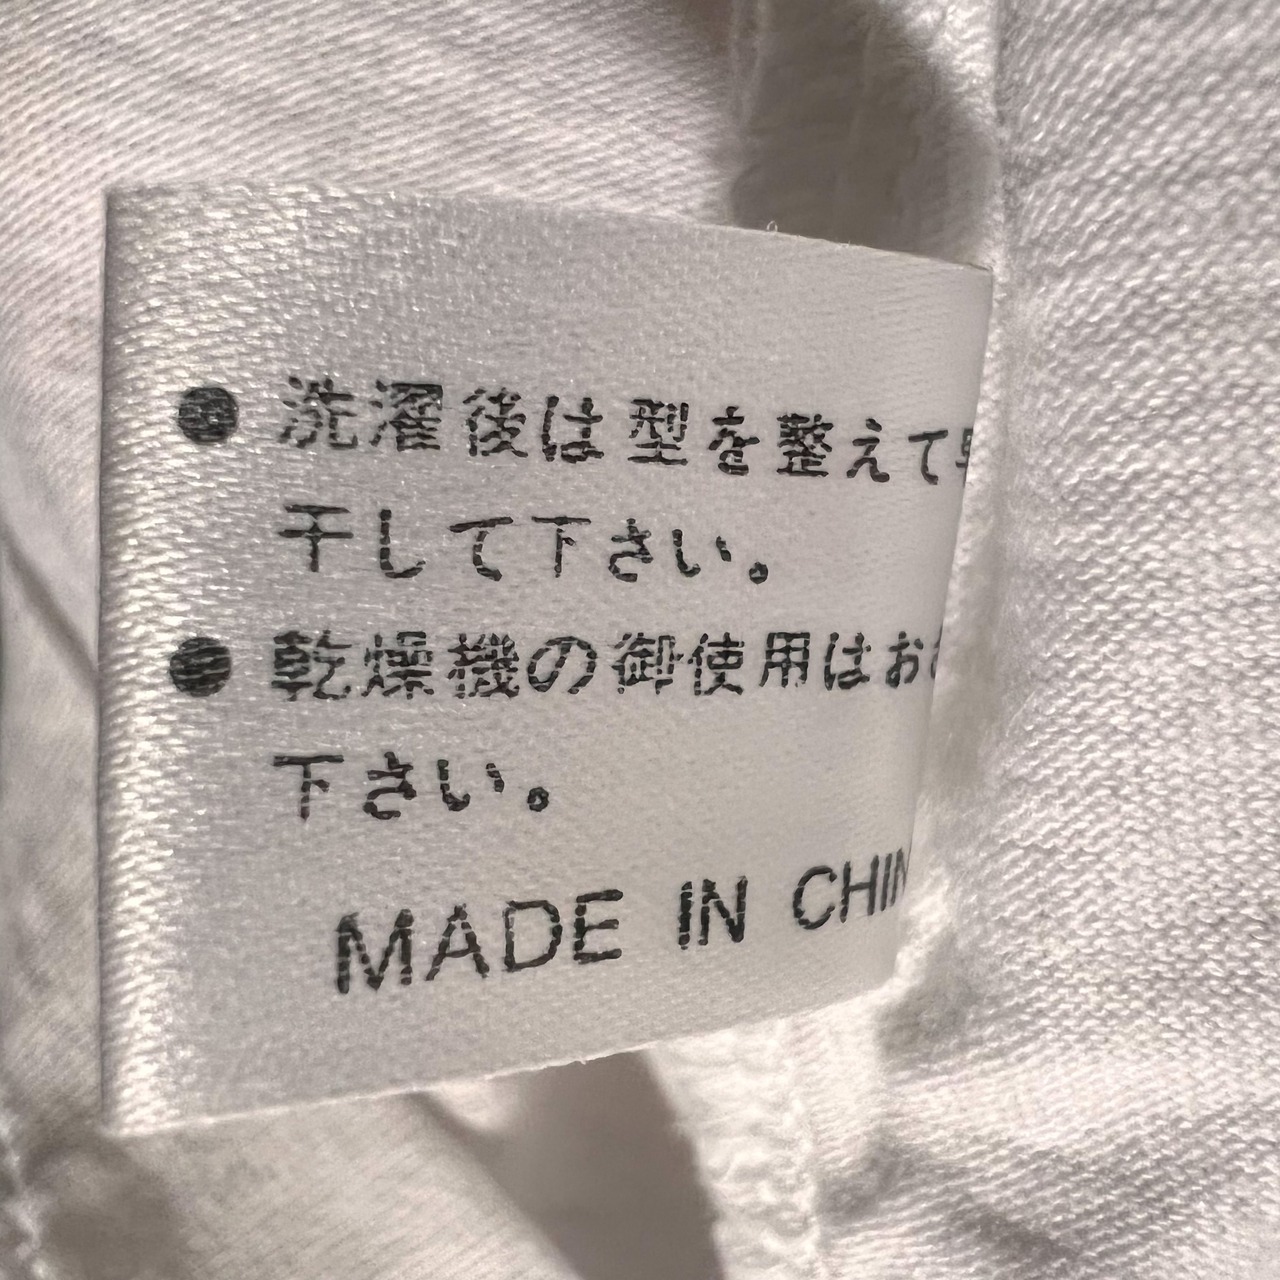 ● 洗濯後は型を整えて早
干して下さい。
● 乾燥機の御使用はお
下さい。
MADE IN CHIN